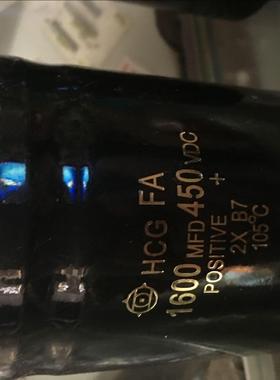 HCG FA
1600 MFD 450 VDC
POSITIVE +
2X B7
105°C